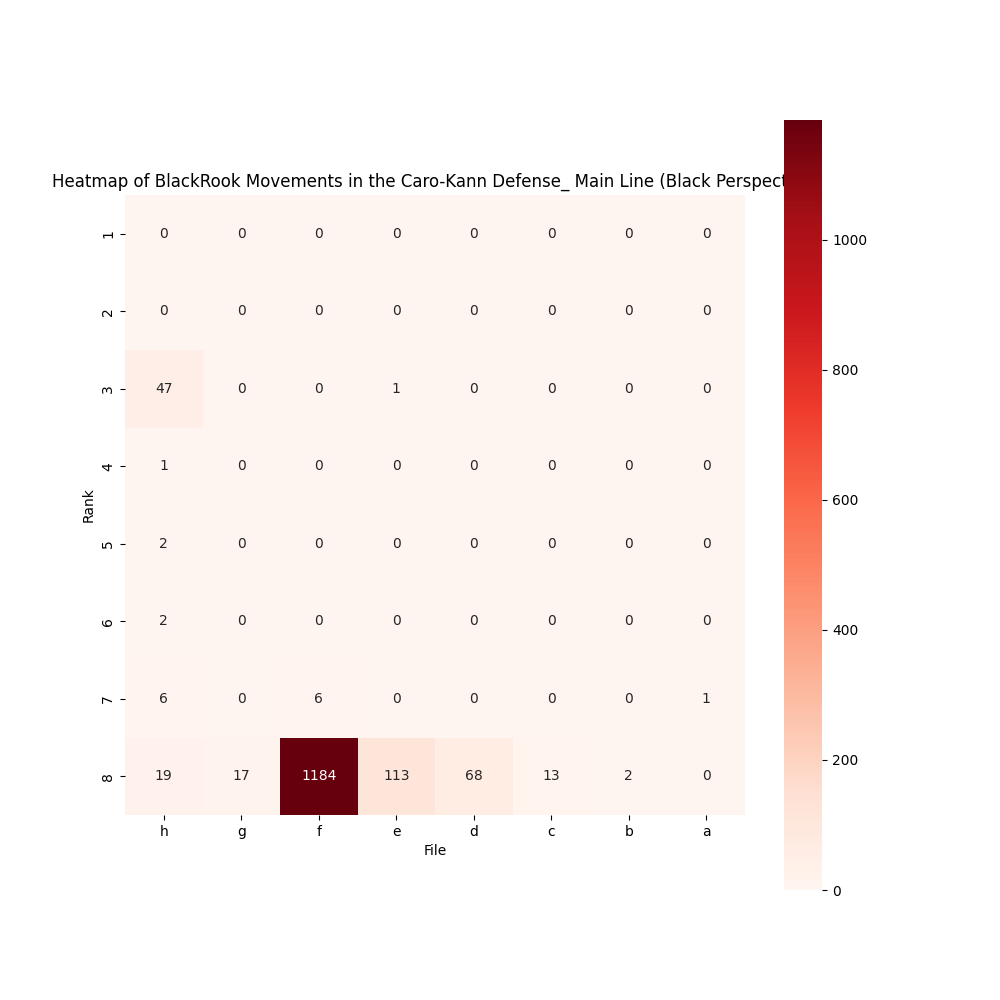 Heatmap of BlackRook Movements in the Caro-Kann Defense_ Main Line (Black Perspect
1 0 0 0 0 0 0 0 0
1000
2 0 0 0 0 0 0 0 0
800
3 47 0 0 1 0 0 0 0
4 1 0 0 0 0 0 0 0
600
Rank
5 2 0 0 0 0 0 0 0
6 2 0 0 0 0 0 0 0
400
7 6 0 6 0 0 0 0 1
200
8 19 17 1184 113 68 13 2 0
h g f e d c b a
File
0